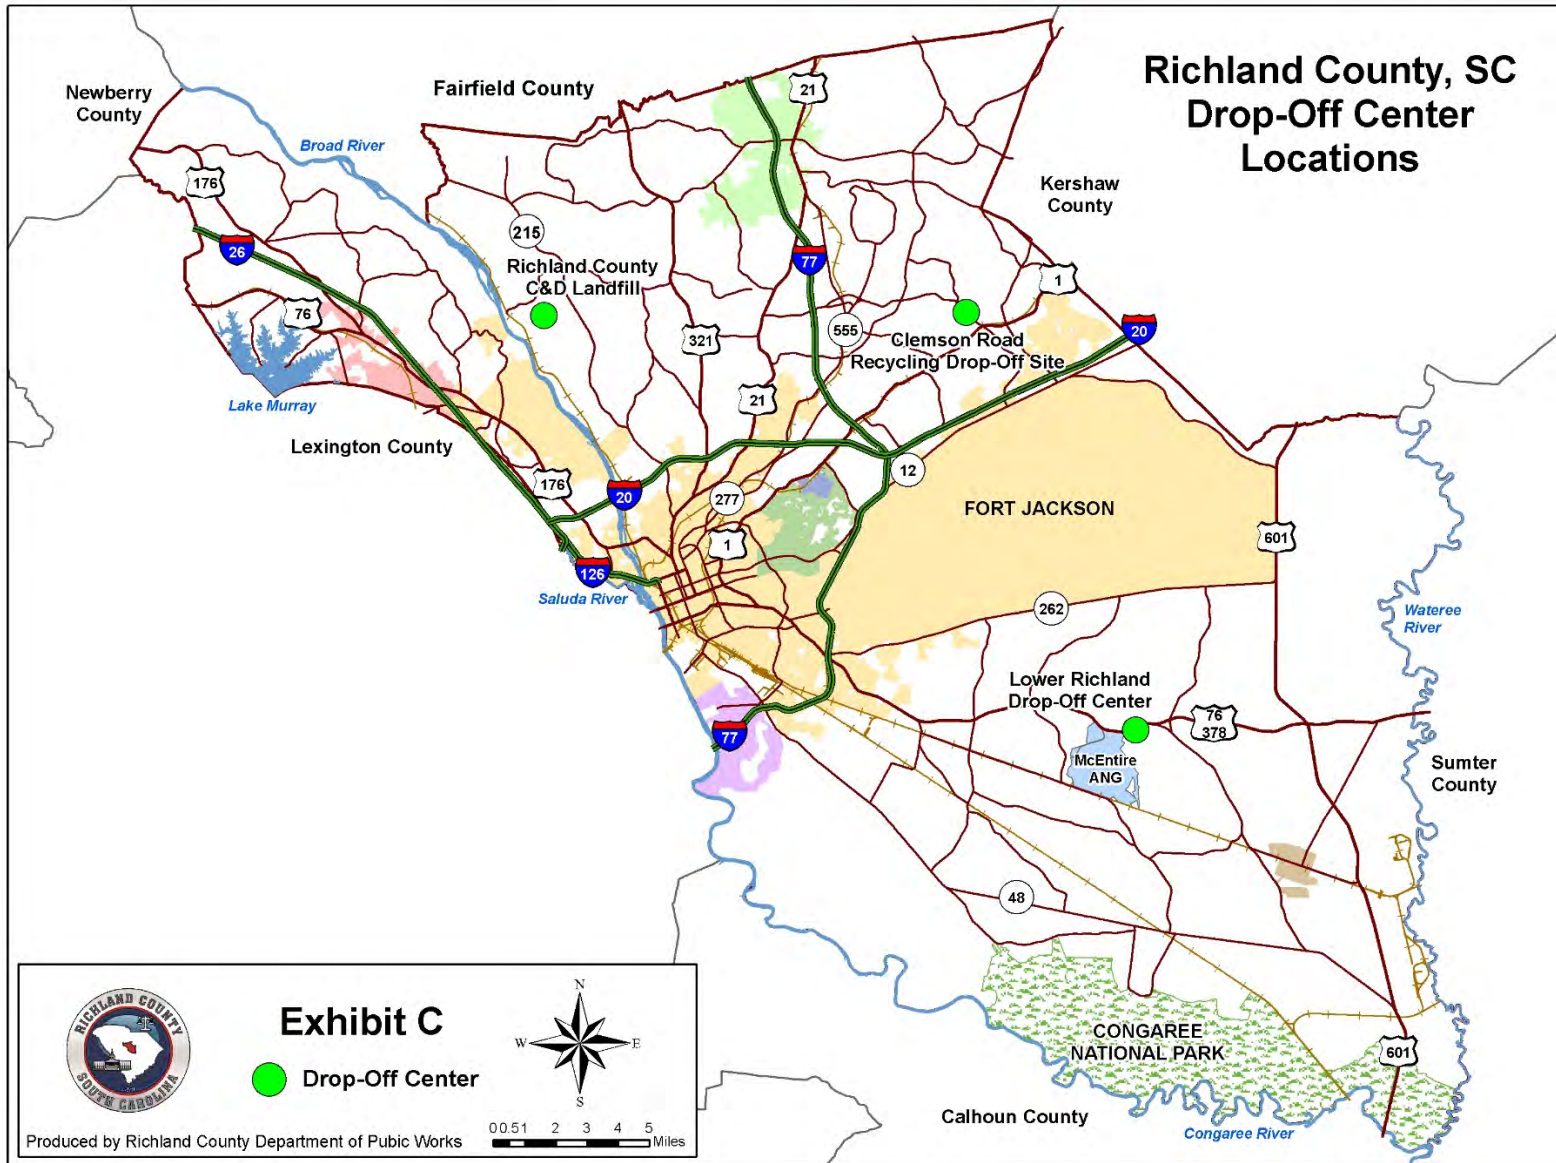 Richland County, SC
Drop-Off Center
Locations
Newberry
County
Fairfield County
Broad River
21
176
Kershaw
County
215
26
77
Richland County
C&D Landfill
1
76
321
555
20
Clemson Road
Recycling Drop-Off Site
Lake Murray
21
Lexington County
12
176
20
277
FORT JACKSON
1
601
126
Saluda River
262
Wateree
River
Lower Richland
Drop-Off Center
76
378
77
McEntire
ANG
Sumter
County
48
CONGAREE
NATIONAL PARK
601
Calhoun County
Congaree River
RICHLAND COUNTY
SOUTH CAROLINA
Exhibit C
Drop-Off Center
N
W
E
S
0 0.5 1 2 3 4 5
Miles
Produced by Richland County Department of Pubic Works